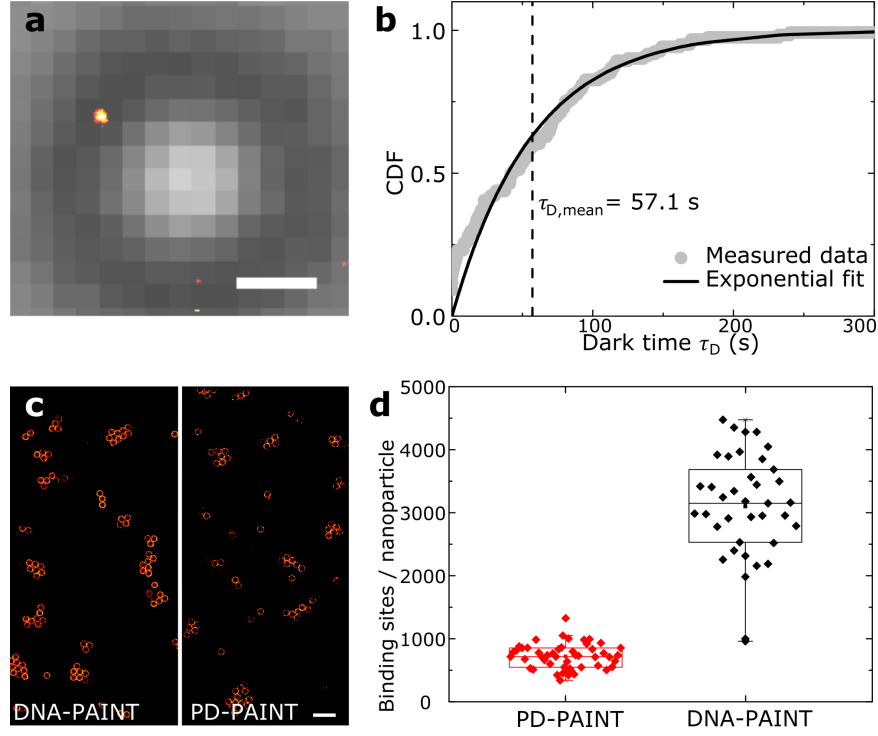 a
b
1.0
0.5
0.0
CDF
τD,mean= 57.1 s
Measured data
Exponential fit
0
100
200
300
Dark time τD (s)
c
DNA-PAINT
PD-PAINT
d
5000
4000
3000
2000
1000
0
Binding sites / nanoparticle
PD-PAINT
DNA-PAINT